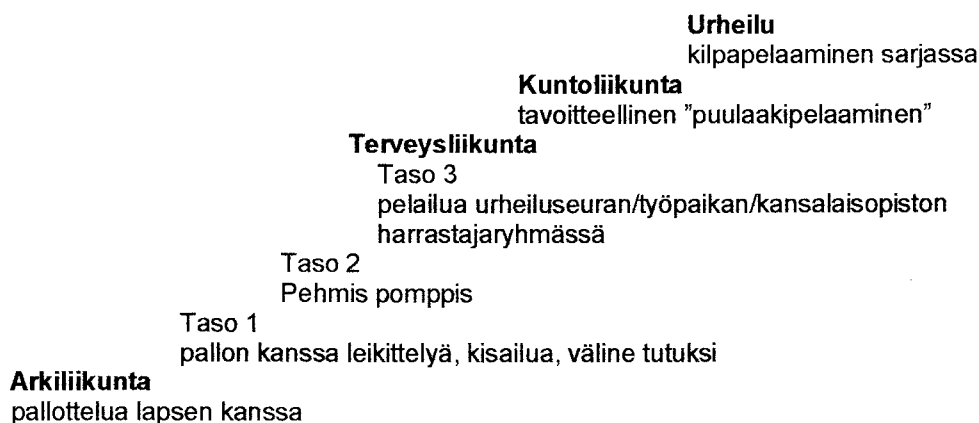 Urheilu
kilpapelaaminen sarjassa
Kuntoliikunta
tavoitteellinen ”puulaakipelaaminen”
Terveysliikunta
Taso 3
pelailua urheiluseuran/työpaikan/kansalaisopiston
harrastajaryhmässä
Taso 2
Pehmis pomppis
Taso 1
pallon kanssa leikittelyä, kisailua, väline tutuksi
Arkiliikunta
pallottelua lapsen kanssa